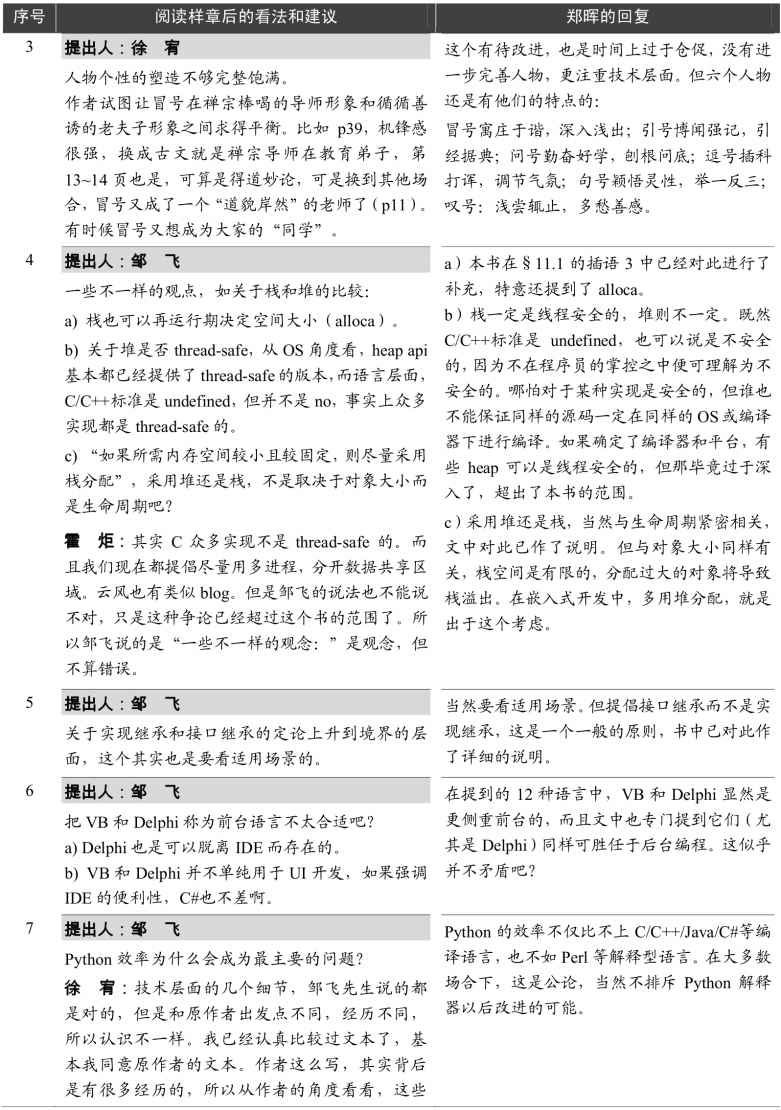 序号 阅读样章后的看法和建议 郑晖的回复
3 提出人：徐 宥
人物个性的塑造不够完整饱满。
作者试图让冒号在禅宗棒喝的导师形象和循循善
诱的老夫子形象之间求得平衡。比如 p39，机锋感
很强，换成古文就是禅宗导师在教育弟子，第
13~14 页也是，可算是得道妙论，可是换到其他场
合，冒号又成了一个“道貌岸然”的老师了（p11）。
有时候冒号又想成为大家的“同学”。
这个有待改进，也是时间上过于仓促，没有进
一步完善人物，更注重技术层面。但六个人物
还是有他们的特点的：
冒号寓庄于谐，深入浅出；引号博闻强记，引
经据典；问号勤奋好学，刨根问底；逗号插科
打诨，调节气氛；句号颖悟灵性，举一反三；
叹号：浅尝辄止，多愁善感。
4 提出人：邹 飞
一些不一样的观点，如关于栈和堆的比较：
a) 栈也可以再运行期决定空间大小（alloca）。
b) 关于堆是否 thread-safe，从 OS 角度看，heap api
基本都已经提供了 thread-safe 的版本，而语言层面，
C/C++标准是 undefined，但并不是 no，事实上众多
实现都是 thread-safe 的。
c) “如果所需内存空间较小且较固定，则尽量采用
栈分配”，采用堆还是栈，不是取决于对象大小而
是生命周期吧？
霍 炬：其实 C 众多实现不是 thread-safe 的。而
且我们现在都提倡尽量用多进程，分开数据共享区
域。云风也有类似 blog。但是邹飞的说法也不能说
不对，只是这种争论已经超过这个书的范围了。所
以邹飞说的是“一些不一样的观念：”是观念，但
不算错误。
a）本书在§11.1 的插语 3 中已经对此进行了
补充，特意还提到了 alloca。
b）栈一定是线程安全的，堆则不一定。既然
C/C++标准是 undefined，也可以说是不安全
的，因为不在程序员的掌控之中便可理解为不
安全的。哪怕对于某种实现是安全的，但谁也
不能保证同样的源码一定在同样的 OS 或编译
器下进行编译。如果确定了编译器和平台，有
些 heap 可以是线程安全的，但那毕竟过于深
入了，超出了本书的范围。
c）采用堆还是栈，当然与生命周期紧密相关，
文中对此已作了说明。但与对象大小同样有
关，栈空间是有限的，分配过大的对象将导致
栈溢出。在嵌入式开发中，多用堆分配，就是
出于这个考虑。
5 提出人：邹 飞
关于实现继承和接口继承的定论上升到境界的层
面，这个其实也是要看适用场景的。
当然要看适用场景。但提倡接口继承而不是实
现继承，这是一个一般的原则，书中已对此作
了详细的说明。
6 提出人：邹 飞
把 VB 和 Delphi 称为前台语言不太合适吧？
a) Delphi 也是可以脱离 IDE 而存在的。
b) VB 和 Delphi 并不单纯用于 UI 开发，如果强调
IDE 的便利性，C#也不差啊。
在提到的 12 种语言中，VB 和 Delphi 显然是
更侧重前台的，而且文中也专门提到它们（尤
其是 Delphi）同样可胜任于后台编程。这似乎
并不矛盾吧？
7 提出人：邹 飞
Python 效率为什么会成为最主要的问题？
徐 宥：技术层面的几个细节，邹飞先生说的都
是对的，但是和原作者出发点不同，经历不同，
所以认识不一样。我已经认真比较过文本了，基
本我同意原作者的文本。作者这么写，其实背后
是有很多经历的，所以从作者的角度看看，这些
Python 的效率不仅比不上 C/C++/Java/C#等编
译语言，也不如 Perl 等解释型语言。在大多数
场合下，这是公论，当然不排斥 Python 解释
器以后改进的可能。